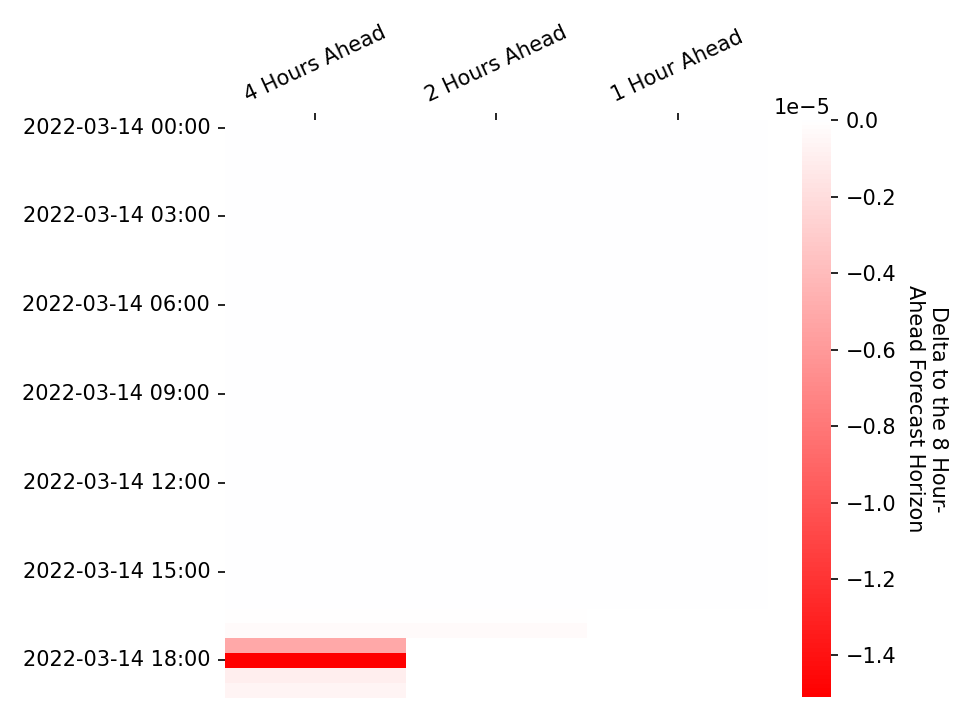 4 Hours Ahead
2 Hours Ahead
1 Hour Ahead
1e−5
2022-03-14 00:00
2022-03-14 03:00
2022-03-14 06:00
2022-03-14 09:00
2022-03-14 12:00
2022-03-14 15:00
2022-03-14 18:00
0.0
−0.2
−0.4
−0.6
−0.8
−1.0
−1.2
−1.4
Delta to the 8 Hour-
Ahead Forecast Horizon